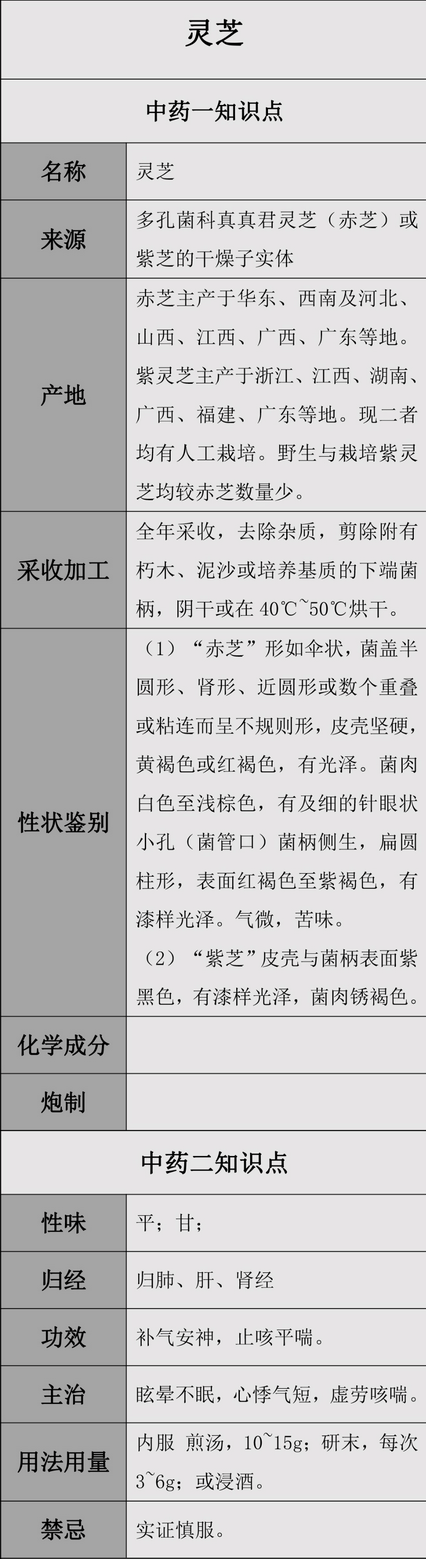 灵芝
中药一知识点
名称
灵芝
来源
多孔菌科真真君灵芝（赤芝）或
紫芝的干燥子实体
产地
赤芝主产于华东、西南及河北、
山西、江西、广西、广东等地。
紫灵芝主产于浙江、江西、湖南、
广西、福建、广东等地。现二者
均有人工栽培。野生与栽培紫灵
芝均较赤芝数量少。
采收加工
全年采收，去除杂质，剪除附有
朽木、泥沙或培养基质的下端菌
柄，阴干或在 40℃~50℃烘干。
性状鉴别
（1）“赤芝”形如伞状，菌盖半
圆形、肾形、近圆形或数个重叠
或粘连而呈不规则形，皮壳坚硬，
黄褐色或红褐色，有光泽。菌肉
白色至浅棕色，有及细的针眼状
小孔（菌管口）菌柄侧生，扁圆
柱形，表面红褐色至紫褐色，有
漆样光泽。气微，苦味。
（2）“紫芝”皮壳与菌柄表面紫
黑色，有漆样光泽，菌肉锈褐色。
化学成分
炮制
中药二知识点
性味
平；甘；
归经
归肺、肝、肾经
功效
补气安神，止咳平喘。
主治
眩晕不眠，心悸气短，虚劳咳喘。
用法用量
内服 煎汤，10~15g；研末，每次
3~6g；或浸酒。
禁忌
实证慎服。